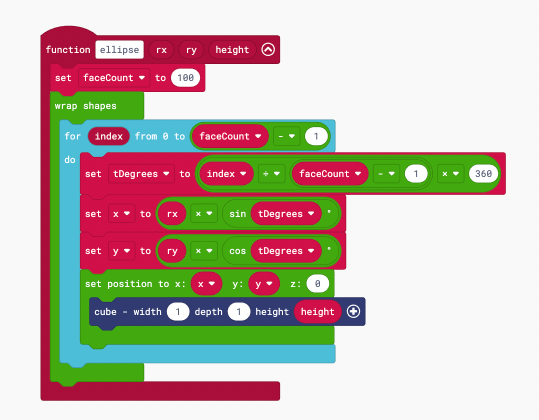 function ellipse rx ry height
set faceCount to 100
wrap shapes
for index from 0 to faceCount - 1
do
set tDegrees to index ÷ faceCount - 1 × 360
set x to rx × sin tDegrees °
set y to ry × cos tDegrees °
set position to x: x y: y z: 0
cube - width 1 depth 1 height height